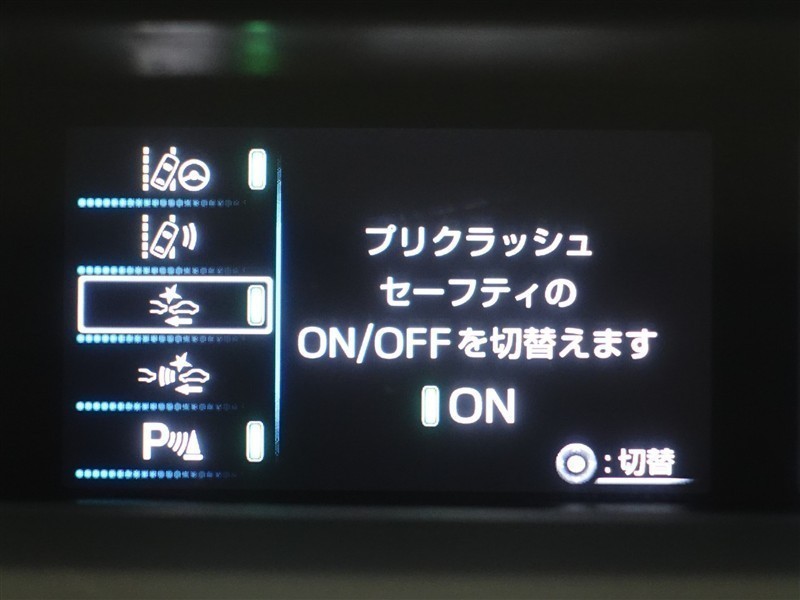 プリクラッシュ
セーフティの
ON/OFFを切替えます
ON
:切替
P